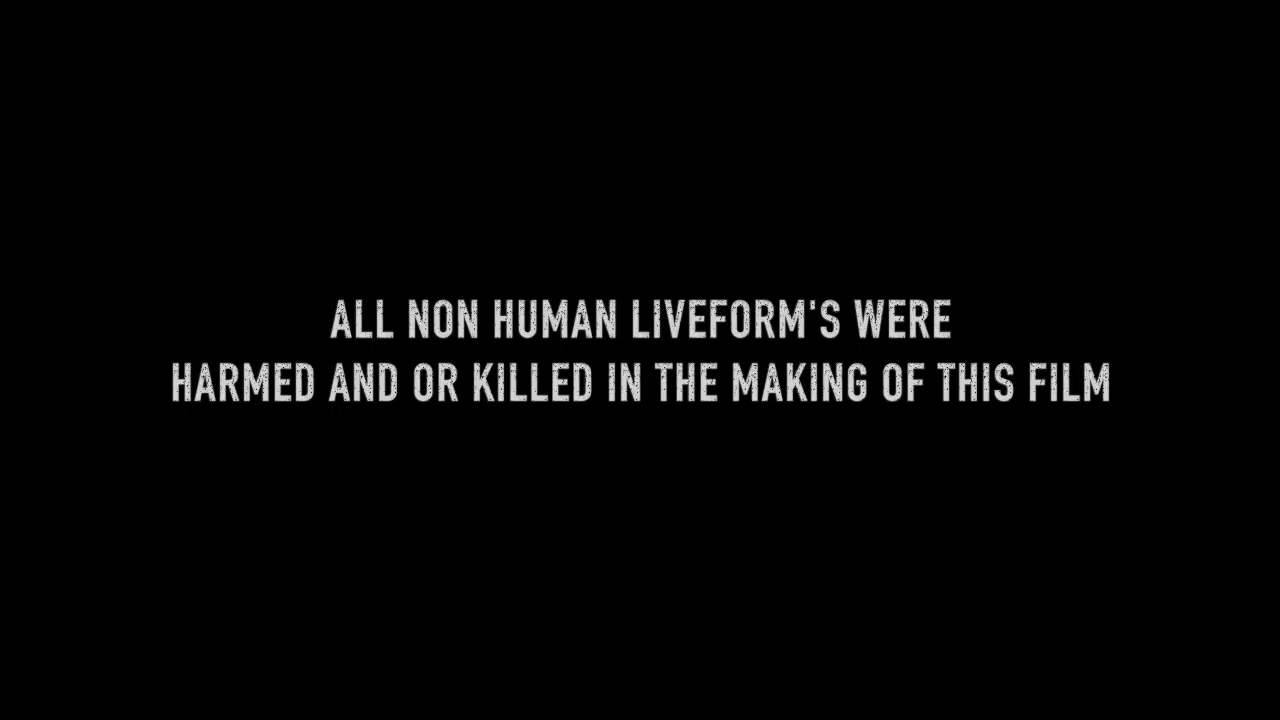 ALL NON HUMAN LIVEFORM'S WERE
HARMED AND OR KILLED IN THE MAKING OF THIS FILM